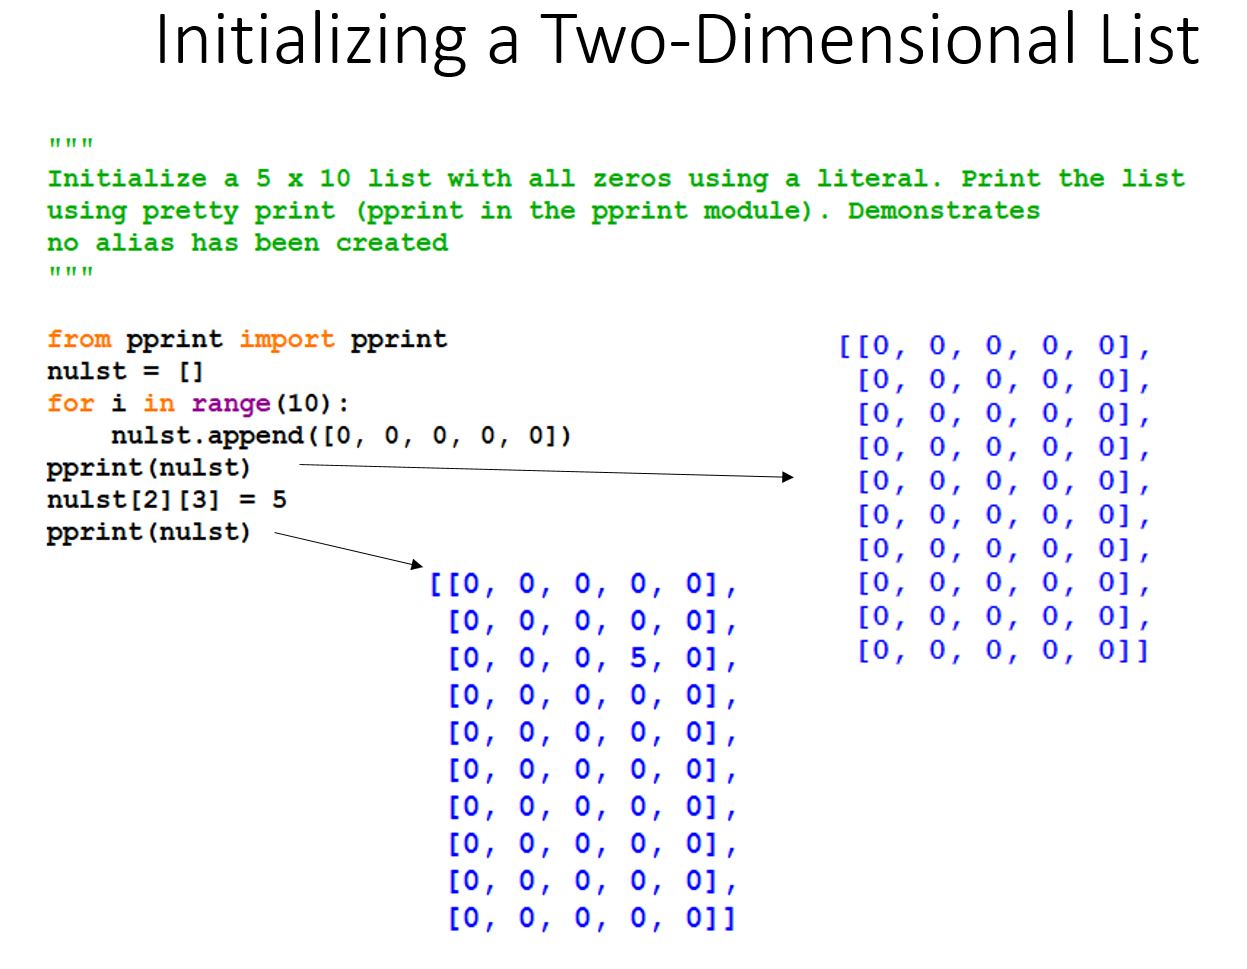 Initializing a Two-Dimensional List
"""
Initialize a 5 x 10 list with all zeros using a literal. Print the list
using pretty print (pprint in the pprint module). Demonstrates
no alias has been created
"""
from pprint import pprint
nulst = []
for i in range(10):
    nulst.append([0, 0, 0, 0, 0])
pprint(nulst)
nulst[2][3] = 5
pprint(nulst)
[[0, 0, 0, 0, 0],
 [0, 0, 0, 0, 0],
 [0, 0, 0, 0, 0],
 [0, 0, 0, 0, 0],
 [0, 0, 0, 0, 0],
 [0, 0, 0, 0, 0],
 [0, 0, 0, 0, 0],
 [0, 0, 0, 0, 0],
 [0, 0, 0, 0, 0],
 [0, 0, 0, 0, 0]]
[[0, 0, 0, 0, 0],
 [0, 0, 0, 0, 0],
 [0, 0, 0, 5, 0],
 [0, 0, 0, 0, 0],
 [0, 0, 0, 0, 0],
 [0, 0, 0, 0, 0],
 [0, 0, 0, 0, 0],
 [0, 0, 0, 0, 0],
 [0, 0, 0, 0, 0],
 [0, 0, 0, 0, 0]]